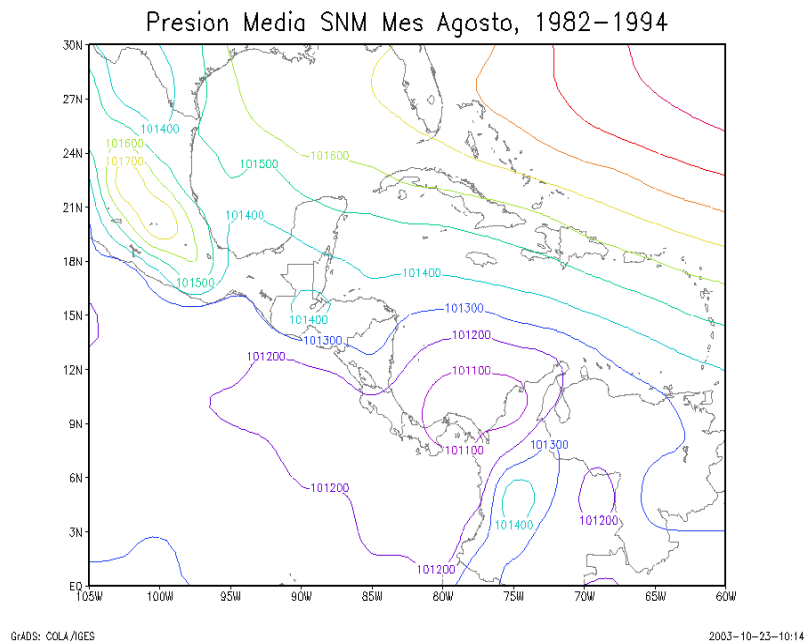 Presion Media SNM Mes Agosto, 1982-1994
30N
27N
24N
21N
18N
15N
12N
9N
6N
3N
EQ
101400
101600
101700
101500
101600
101500
101400
101400
101400
101300
101300
101200
101200
101100
101100
101300
101200
101400
101200
101200
105W 100W 95W 90W 85W 80W 75W 70W 65W 60W
GrADS: COLA/IGES
2003-10-23-10:14